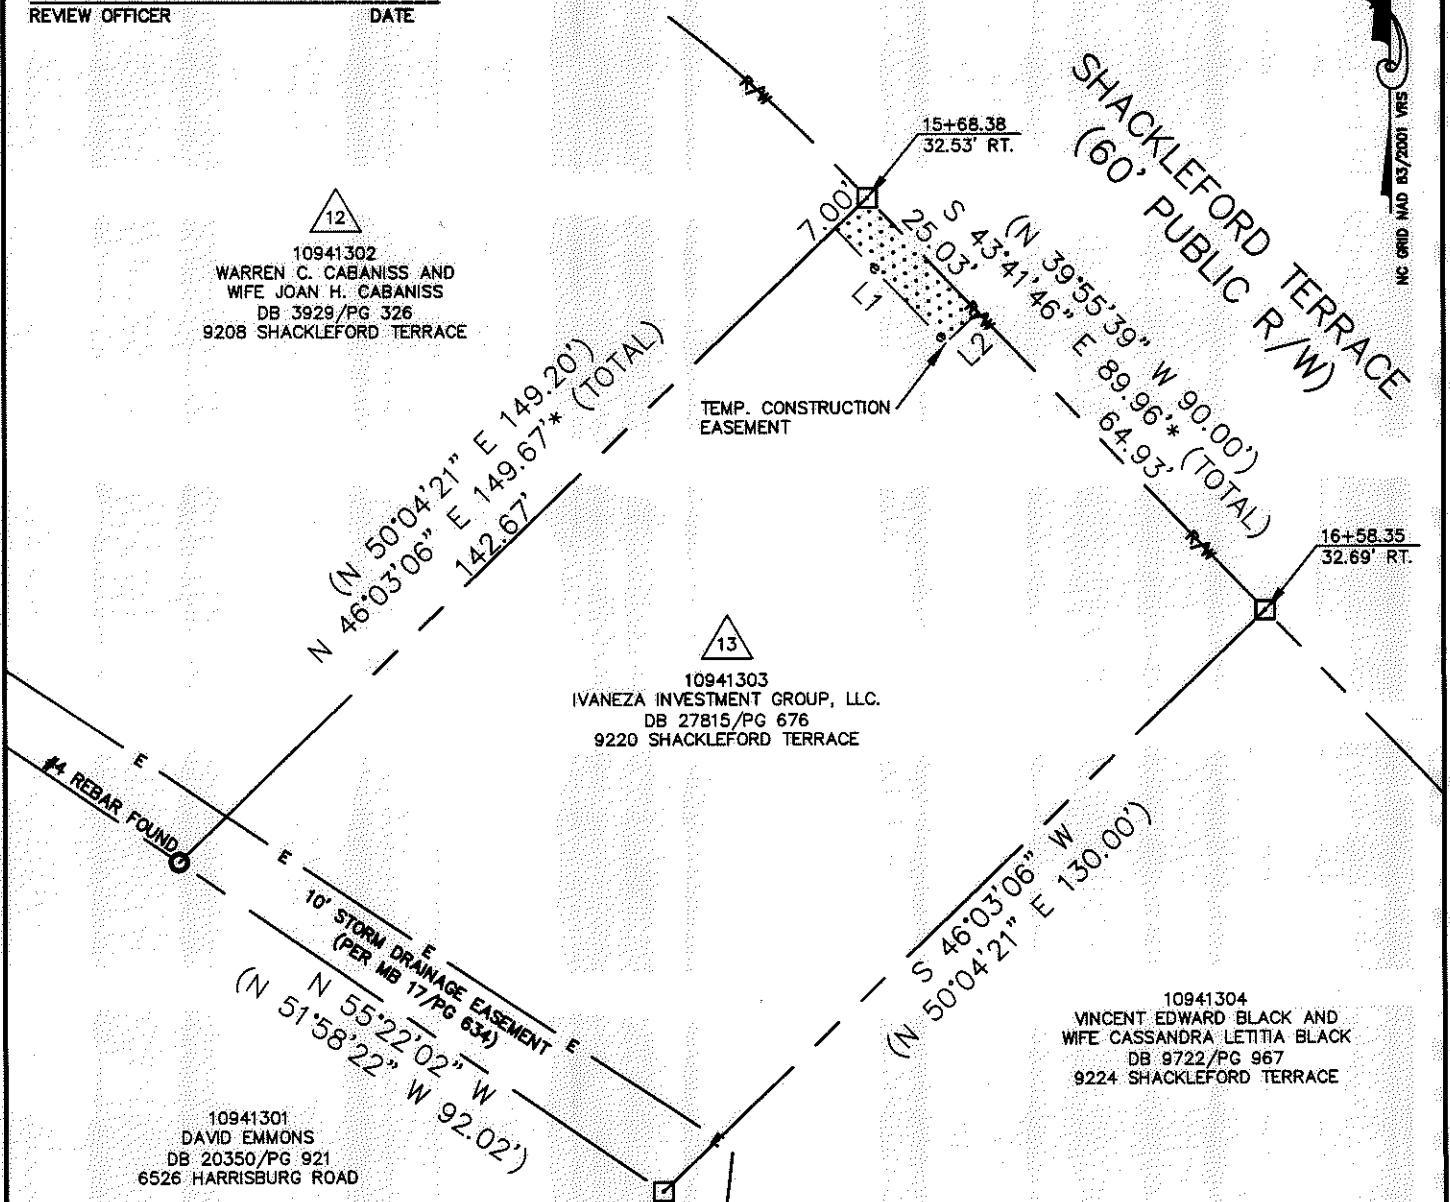 REVIEW OFFICER DATE
R/W
15+68.38
32.53' RT.
SHACKLEFORD TERRACE
(60' PUBLIC R/W)
NC GRID NAD 83/2001 VRS
12
10941302
WARREN C. CABANISS AND
WIFE JOAN H. CABANISS
DB 3929/PG 326
9208 SHACKLEFORD TERRACE
7.00'
25.03'
(N 39°55'39" W 90.00')
S 43°41'46" E 89.96'* (TOTAL)
64.93'
L1
L2
R/W
TEMP. CONSTRUCTION
EASEMENT
(N 50°04'21" E 149.20')
N 46°03'06" E 149.67'* (TOTAL)
142.67'
R/W
16+58.35
32.69' RT.
13
10941303
IVANEZA INVESTMENT GROUP, LLC.
DB 27815/PG 676
9220 SHACKLEFORD TERRACE
E
#4 REBAR FOUND
E
10' STORM DRAINAGE EASEMENT
(PER MB 17/PG 634)
E
E
E
N 55°22'02" W
(N 51°58'22" W 92.02')
S 46°03'06" W
(N 50°04'21" E 130.00')
10941304
VINCENT EDWARD BLACK AND
WIFE CASSANDRA LETITIA BLACK
DB 9722/PG 967
9224 SHACKLEFORD TERRACE
10941301
DAVID EMMONS
DB 20350/PG 921
6526 HARRISBURG ROAD